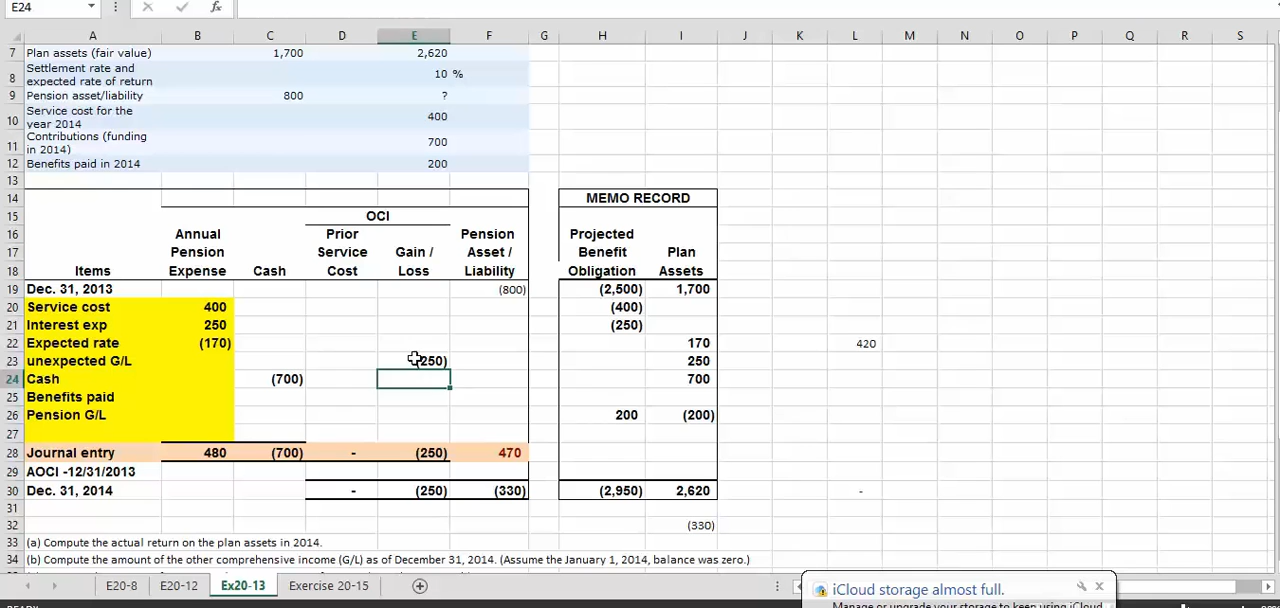 E24 fx
A B C D E F G H I J K L M N O P Q R S
7 Plan assets (fair value) 1,700 2,620
Settlement rate and
8 expected rate of return 10 %
9 Pension asset/liability 800 ?
Service cost for the
10 year 2014 400
Contributions (funding
11 in 2014) 700
12 Benefits paid in 2014 200
13
14 MEMO RECORD
15 OCI
16 Annual Prior Pension Projected
17 Pension Service Gain / Asset / Benefit Plan
18 Items Expense Cash Cost Loss Liability Obligation Assets
19 Dec. 31, 2013 (800) (2,500) 1,700
20 Service cost 400 (400)
21 Interest exp 250 (250)
22 Expected rate (170) 170 420
23 unexpected G/L (250) 250
24 Cash (700) 700
25 Benefits paid
26 Pension G/L 200 (200)
27
28 Journal entry 480 (700) - (250) 470
29 AOCI -12/31/2013
30 Dec. 31, 2014 - (250) (330) (2,950) 2,620 -
31
32 (330)
33 (a) Compute the actual return on the plan assets in 2014.
34 (b) Compute the amount of the other comprehensive income (G/L) as of December 31, 2014. (Assume the January 1, 2014, balance was zero.)
E20-8 E20-12 Ex20-13 Exercise 20-15
iCloud storage almost full.
Manage or upgrade your storage to keep using iCloud